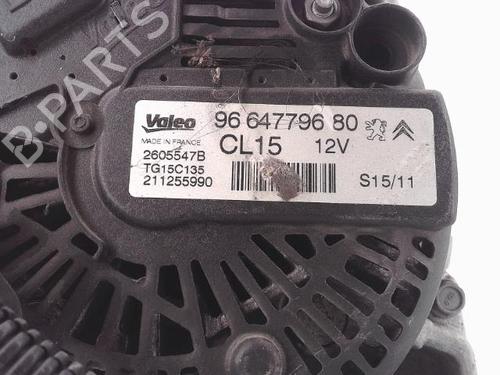 B-PARTS
Valeo
96 647796 80
MADE IN FRANCE
CL15 12V
2605547B
TG15C135
211255990
S15/11